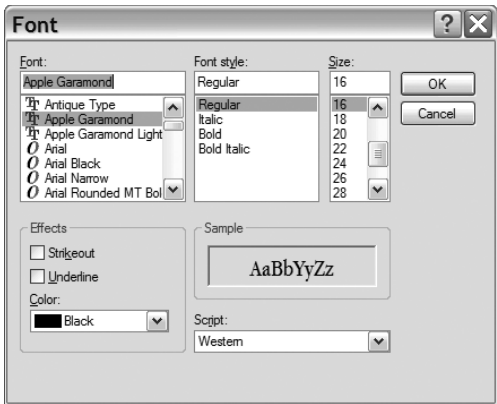 Font
Font: Font style: Size:
Apple Garamond Regular 16 OK
Antique Type Regular 16 Cancel
Apple Garamond Italic 18
Apple Garamond Light Bold 20
Arial Bold Italic 22
Arial Black 24
Arial Narrow 26
Arial Rounded MT Bol 28
Effects Sample
Strikeout
Underline AaBbYyZz
Color:
Black Script:
Western